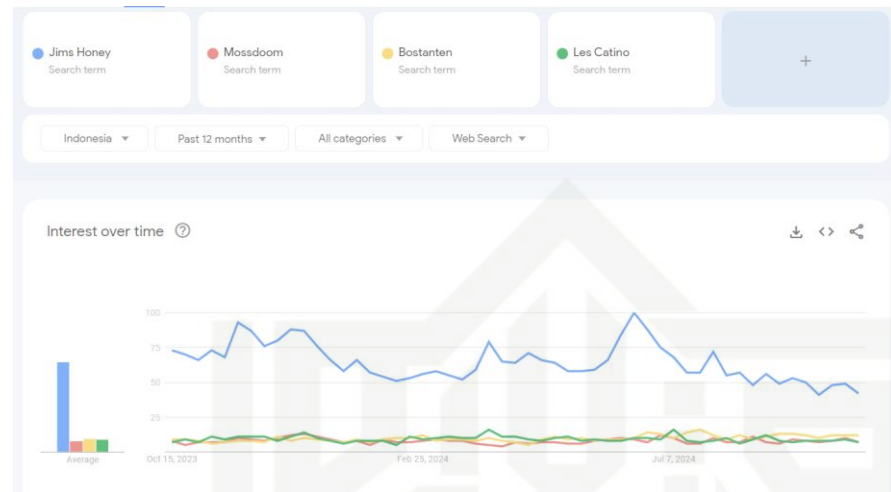 Jims Honey
Search term
Mossdoom
Search term
Bostanten
Search term
Les Catino
Search term
+
Indonesia
Past 12 months
All categories
Web Search
Interest over time
?
<>
100
75
50
25
Average
Oct 15, 2023
Feb 25, 2024
Jul 7, 2024